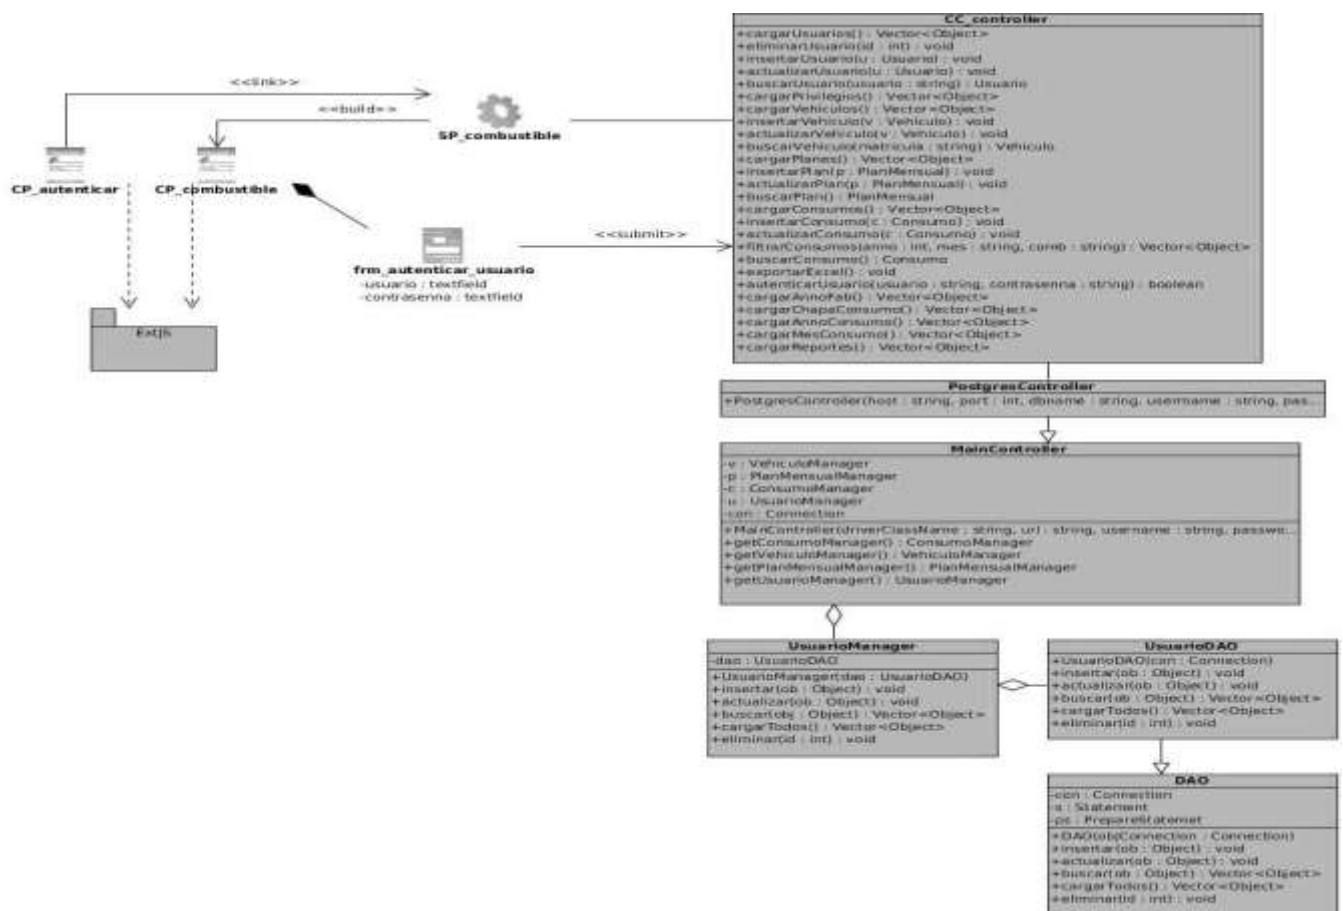 <<link>>
<<build>>
SP_combustible
CP_autenticar
CP_combustible
<<submit>>
frm_autenticar_usuario
-usuario : textfield
-contrasenna : textfield
ExtJS
CC_controller
+cargarUsuarios() : Vector<Object>
+eliminarUsuario(id : int) : void
+insertarUsuario(u : Usuario) : void
+actualizarUsuario(u : Usuario) : void
+buscarUsuario(usuario : string) : Usuario
+cargarPrivilegios() : Vector<Object>
+cargarVehiculos() : Vector<Object>
+insertarVehiculo(v : Vehiculo) : void
+actualizarVehiculo(v : Vehiculo) : void
+buscarVehiculo(matricula : string) : Vehiculo
+cargarPlanes() : Vector<Object>
+insertarPlan(p : PlanMensual) : void
+actualizarPlan(p : PlanMensual) : void
+buscarPlan() : PlanMensual
+cargarConsumos() : Vector<Object>
+insertarConsumo(c : Consumo) : void
+actualizarConsumo(c : Consumo) : void
+filtrarConsumos(anno : int, mes : string, comb : string) : Vector<Object>
+buscarConsumo() : Consumo
+exportarExcel() : void
+autenticarUsuario(usuario : string, contrasenna : string) : boolean
+cargarAnnoFab() : Vector<Object>
+cargarChapaConsumo() : Vector<Object>
+cargarAnnoConsumo() : Vector<Object>
+cargarMesConsumo() : Vector<Object>
+cargarReportes() : Vector<Object>
PostgresController
+PostgresController(host : string, port : int, dbname : string, username : string, pas...
MainController
-v : VehiculoManager
-p : PlanMensualManager
-c : ConsumoManager
-u : UsuarioManager
-con : Connection
+MainController(driverClassName : string, url : string, username : string, passwo...
+getConsumoManager() : ConsumoManager
+getVehiculoManager() : VehiculoManager
+getPlanMensualManager() : PlanMensualManager
+getUsuarioManager() : UsuarioManager
UsuarioManager
-dao : UsuarioDAO
+UsuarioManager(dao : UsuarioDAO)
+insertar(ob : Object) : void
+actualizar(ob : Object) : void
+buscar(obj : Object) : Vector<Object>
+cargarTodos() : Vector<Object>
+eliminar(id : int) : void
UsuarioDAO
+UsuarioDAO(con : Connection)
+insertar(ob : Object) : void
+actualizar(ob : Object) : void
+buscar(ob : Object) : Vector<Object>
+cargarTodos() : Vector<Object>
+eliminar(id : int) : void
DAO
-con : Connection
-s : Statement
-ps : PrepareStatemet
+DAO(objConnection : Connection)
+insertar(ob : Object) : void
+actualizar(ob : Object) : void
+buscar(ob : Object) : Vector<Object>
+cargarTodos() : Vector<Object>
+eliminar(id : int) : void